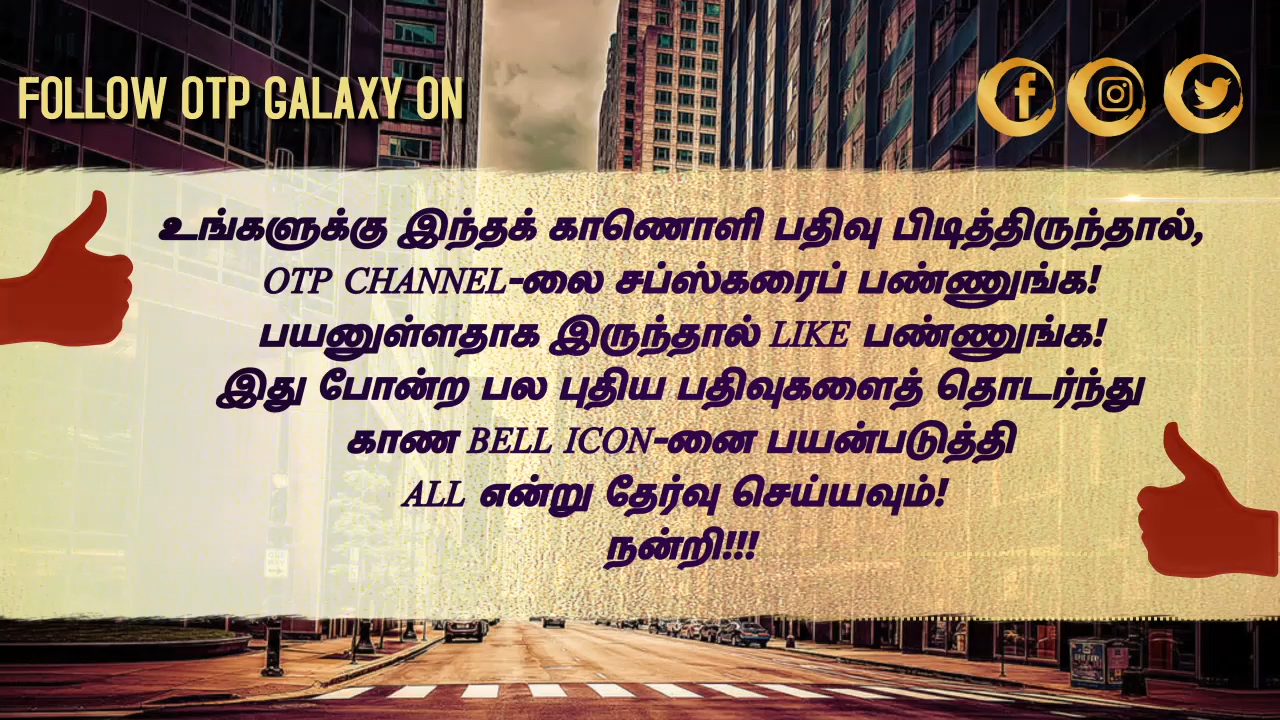 FOLLOW OTP GALAXY ON
உங்களுக்கு இந்தக் காணொளி பதிவு பிடித்திருந்தால்,
OTP CHANNEL-லை சப்ஸ்கரைப் பண்ணுங்க!
பயனுள்ளதாக இருந்தால் LIKE பண்ணுங்க!
இது போன்ற பல புதிய பதிவுகளைத் தொடர்ந்து
காண BELL ICON-னை பயன்படுத்தி
ALL என்று தேர்வு செய்யவும்!
நன்றி!!!